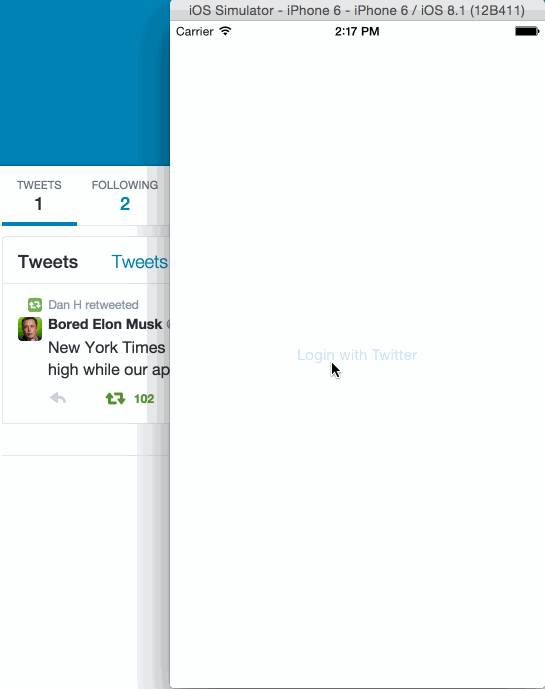 iOS Simulator - iPhone 6 - iPhone 6 / iOS 8.1 (12B411)
Carrier 2:17 PM
TWEETS FOLLOWING
1 2
Tweets Tweets
Dan H retweeted
Bored Elon Musk
New York Times
high while our ap
102
Login with Twitter